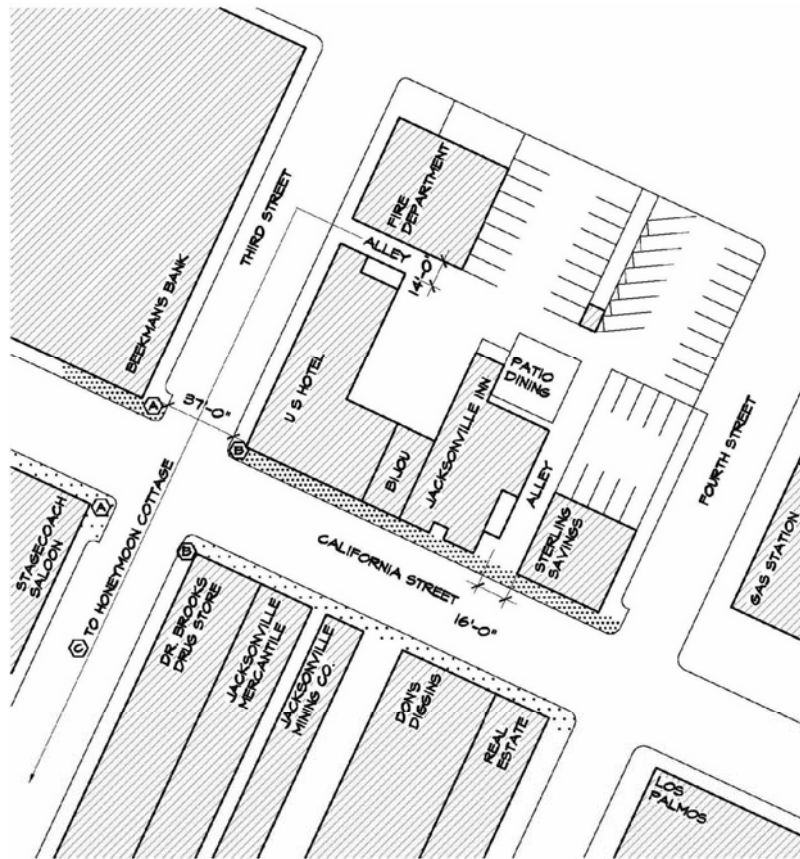 THIRD STREET
FIRE
DEPARTMENT
ALLEY
14'-0"
BEEKMAN'S BANK
37'-0"
A
B
U S HOTEL
BIJOU
JACKSONVILLE INN
PATIO
DINING
ALLEY
STERLING
SAVINGS
FOURTH STREET
GAS STATION
CALIFORNIA STREET
16'-0"
STAGECOACH
SALOON
A
B
C
TO HONEYMOON COTTAGE
DR. BROOKS
DRUG STORE
JACKSONVILLE
MERCANTILE
JACKSONVILLE
MINING CO.
DON'S
DIGGINS
REAL
ESTATE
LOS
PALMOS